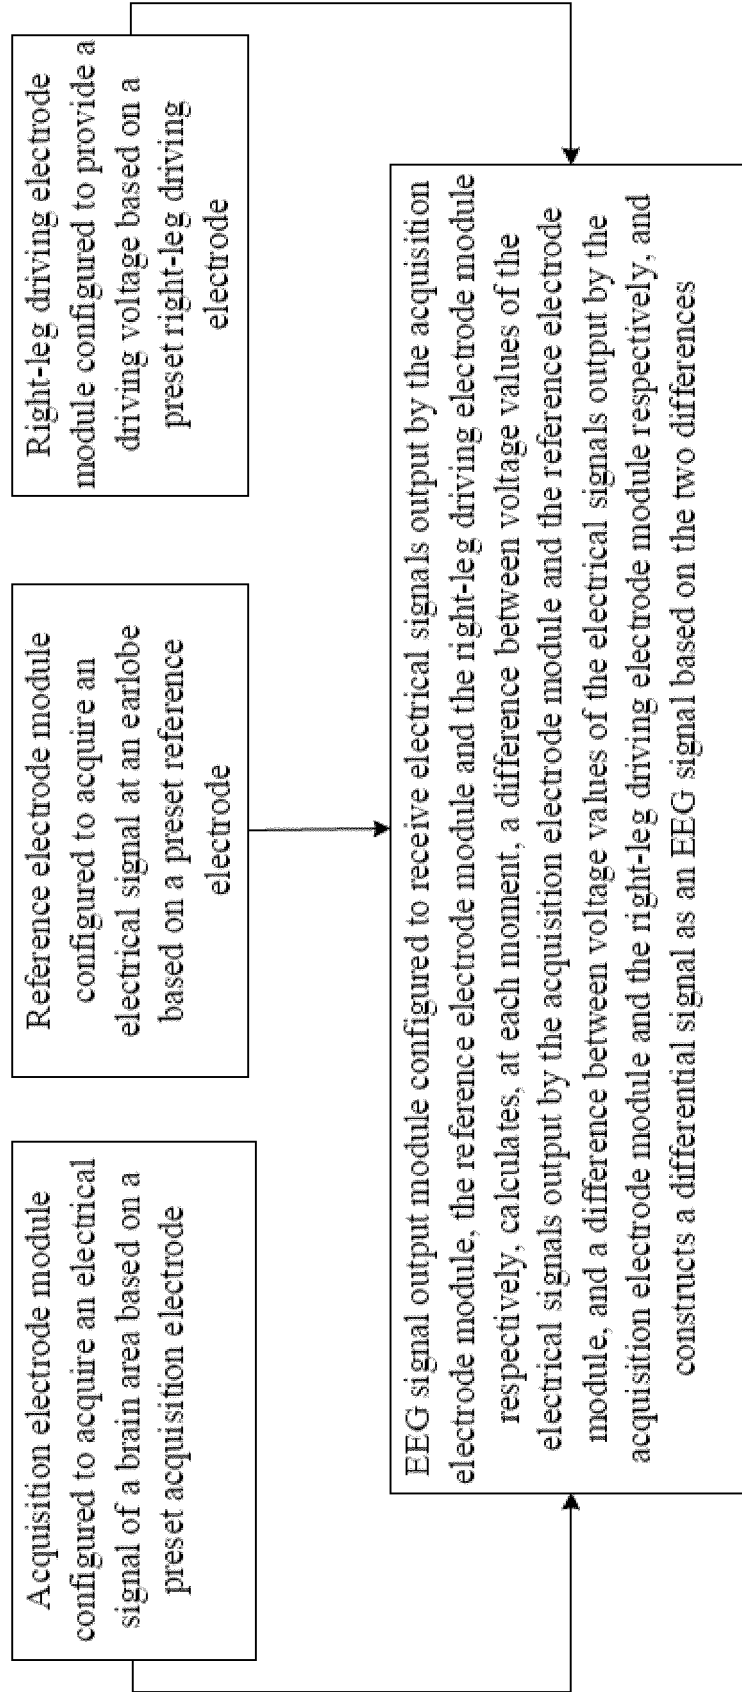 Acquisition electrode module
configured to acquire an electrical
signal of a brain area based on a
preset acquisition electrode
Reference electrode module
configured to acquire an
electrical signal at an earlobe
based on a preset reference
electrode
Right-leg driving electrode
module configured to provide a
driving voltage based on a
preset right-leg driving
electrode
EEG signal output module configured to receive electrical signals output by the acquisition
electrode module, the reference electrode module and the right-leg driving electrode module
respectively, calculates, at each moment, a difference between voltage values of the
electrical signals output by the acquisition electrode module and the reference electrode
module, and a difference between voltage values of the electrical signals output by the
acquisition electrode module and the right-leg driving electrode module respectively, and
constructs a differential signal as an EEG signal based on the two differences